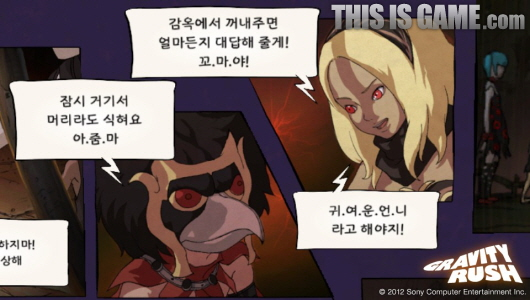 THIS IS GAME.com
감옥에서 꺼내주면
얼마든지 대답해 줄게!
꼬.마.야!
잠시 거기서
머리라도 식혀요
아.줌.마
귀.여.운.언.니
라고 해야지!
하지마!
상해
GRAVITY
RUSH
© 2012 Sony Computer Entertainment Inc.